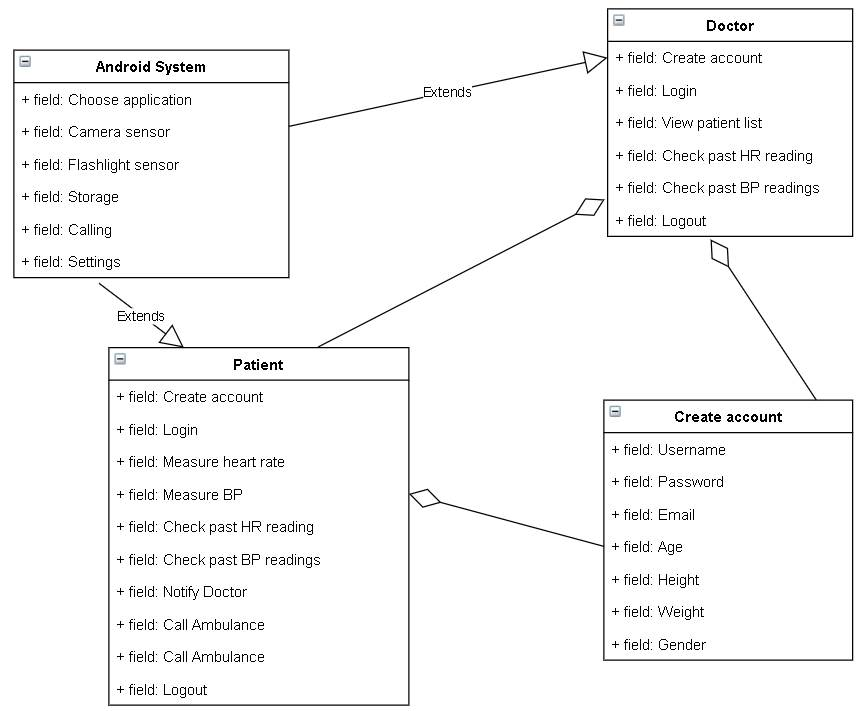 Doctor
+ field: Create account
+ field: Login
+ field: View patient list
+ field: Check past HR reading
+ field: Check past BP readings
+ field: Logout
Android System
+ field: Choose application
+ field: Camera sensor
+ field: Flashlight sensor
+ field: Storage
+ field: Calling
+ field: Settings
Extends
Extends
Patient
+ field: Create account
+ field: Login
+ field: Measure heart rate
+ field: Measure BP
+ field: Check past HR reading
+ field: Check past BP readings
+ field: Notify Doctor
+ field: Call Ambulance
+ field: Call Ambulance
+ field: Logout
Create account
+ field: Username
+ field: Password
+ field: Email
+ field: Age
+ field: Height
+ field: Weight
+ field: Gender